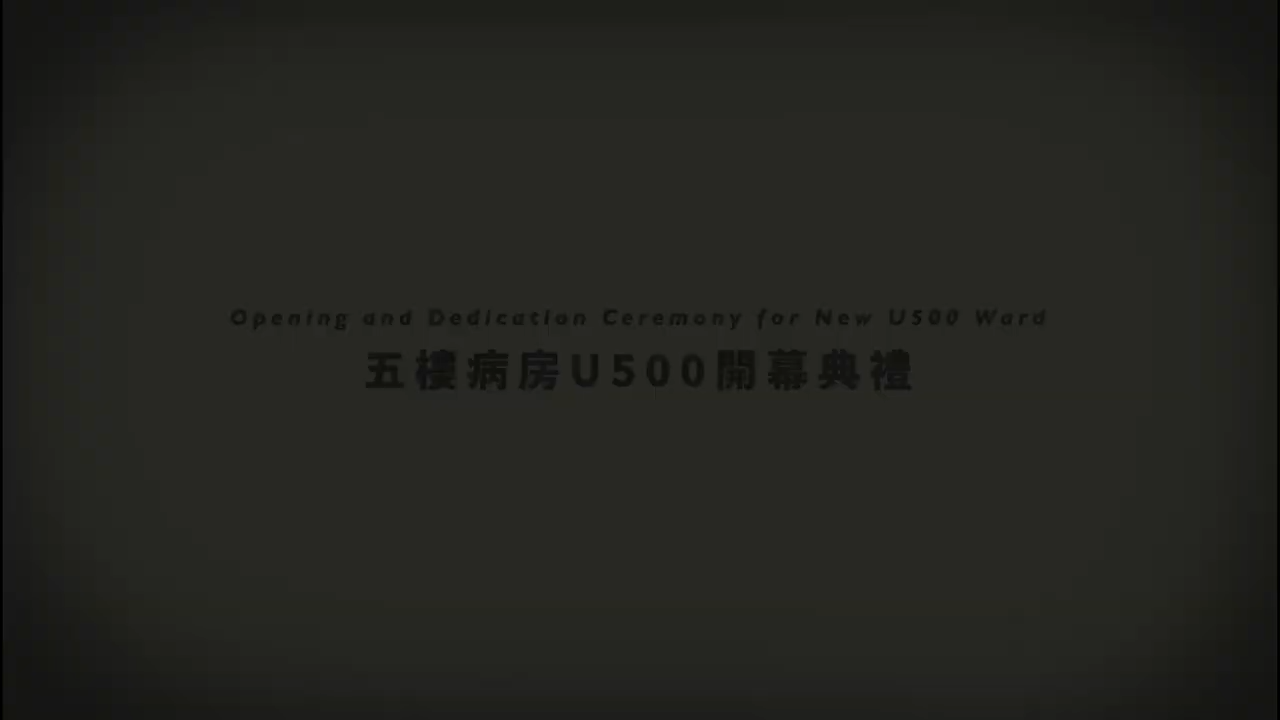 Opening and Dedication Ceremony for New U500 Ward
五樓病房U500開幕典禮